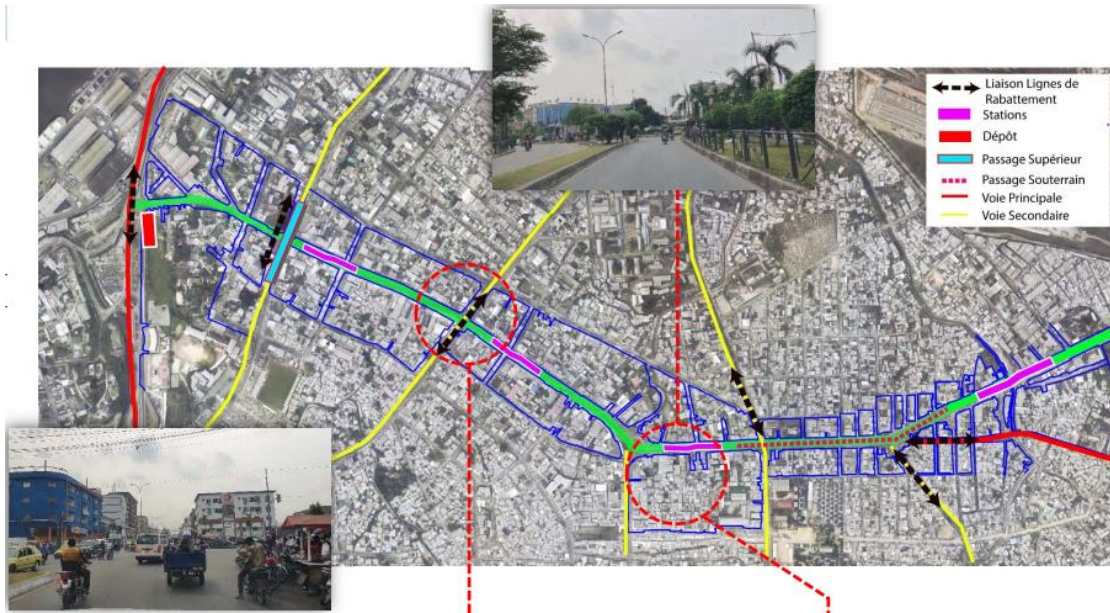 Liaison Lignes de
Rabattement
Stations
Dépôt
Passage Supérieur
Passage Souterrain
Voie Principale
Voie Secondaire